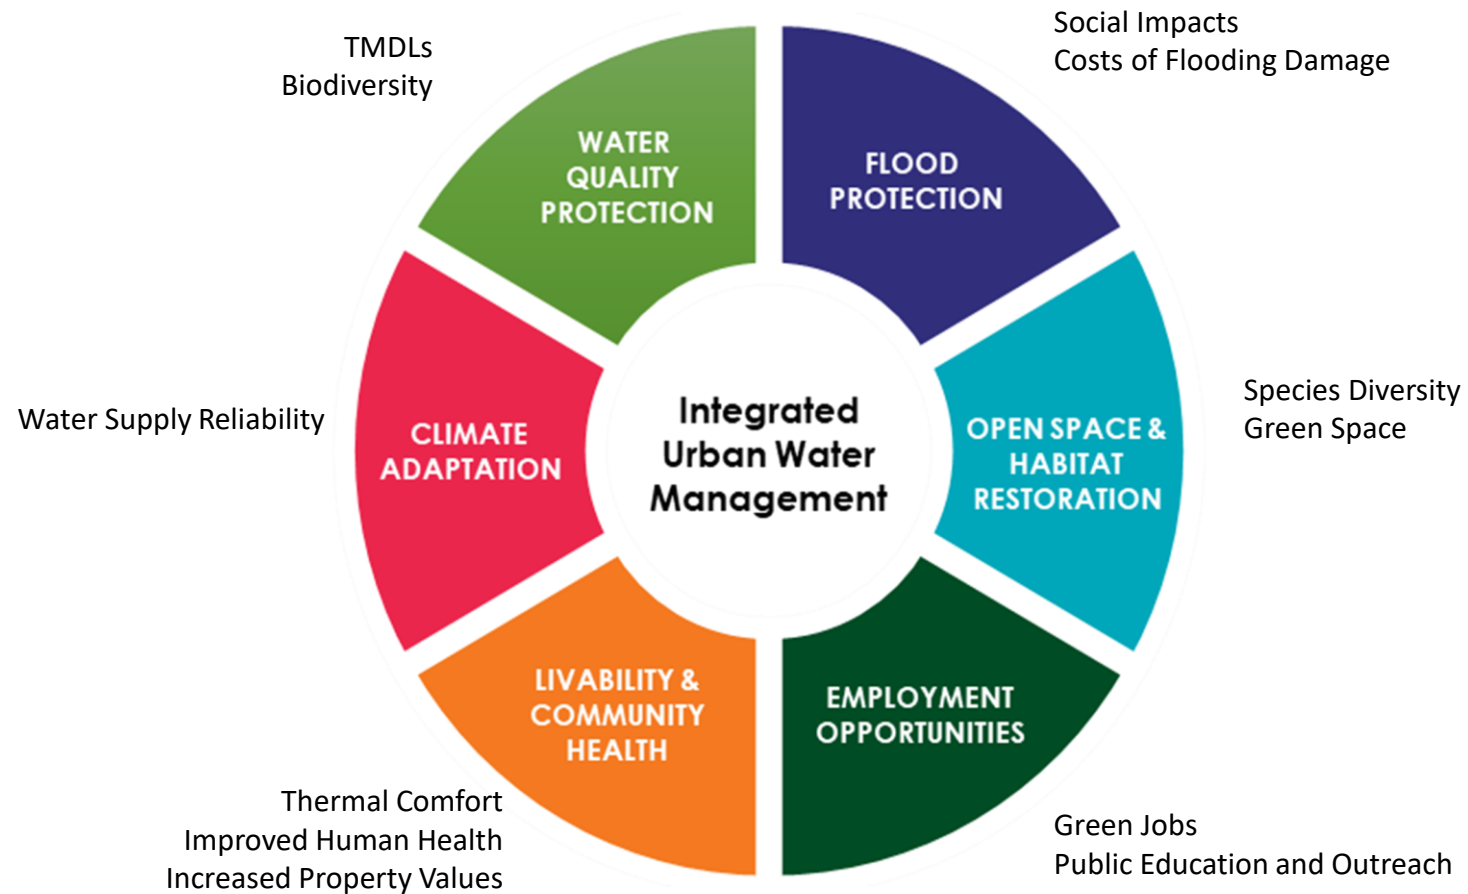 TMDLs
Biodiversity
Social Impacts
Costs of Flooding Damage
WATER
QUALITY
PROTECTION
FLOOD
PROTECTION
Water Supply Reliability
CLIMATE
ADAPTATION
Integrated
Urban Water
Management
OPEN SPACE &
HABITAT
RESTORATION
Species Diversity
Green Space
LIVABILITY &
COMMUNITY
HEALTH
EMPLOYMENT
OPPORTUNITIES
Thermal Comfort
Improved Human Health
Increased Property Values
Green Jobs
Public Education and Outreach